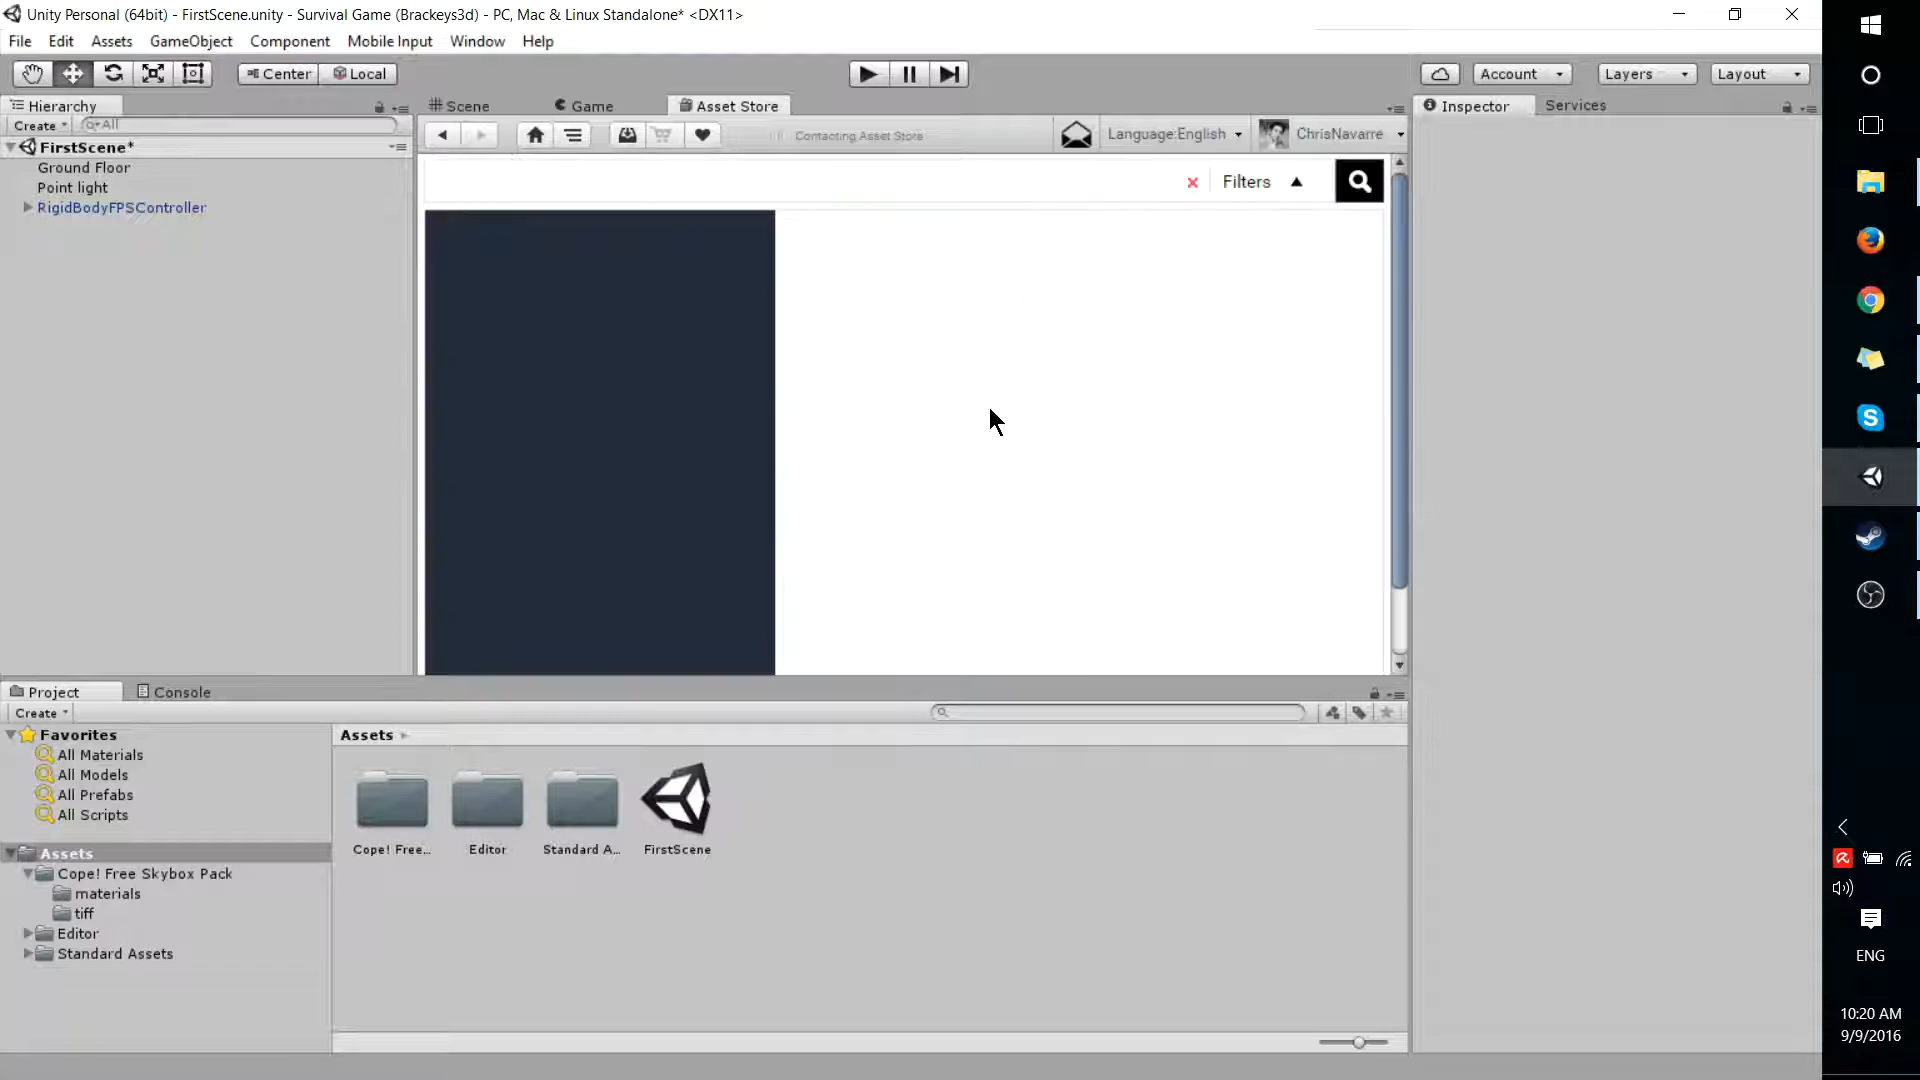 Unity Personal (64bit) - FirstScene.unity - Survival Game (Brackeys3d) - PC, Mac & Linux Standalone* <DX11>
File Edit Assets GameObject Component Mobile Input Window Help
Center Local Account Layers Layout
Hierarchy Scene Game Asset Store Inspector Services
Create All
Contacting Asset Store Language:English ChrisNavarre
FirstScene*
Ground Floor
Point light
RigidBodyFPSController
Filters
Project Console
Create
Favorites
All Materials
All Models
All Prefabs
All Scripts
Assets
Cope! Free Skybox Pack
materials
tiff
Editor
Standard Assets
Assets
Cope! Free... Editor Standard A... FirstScene
ENG
10:20 AM
9/9/2016